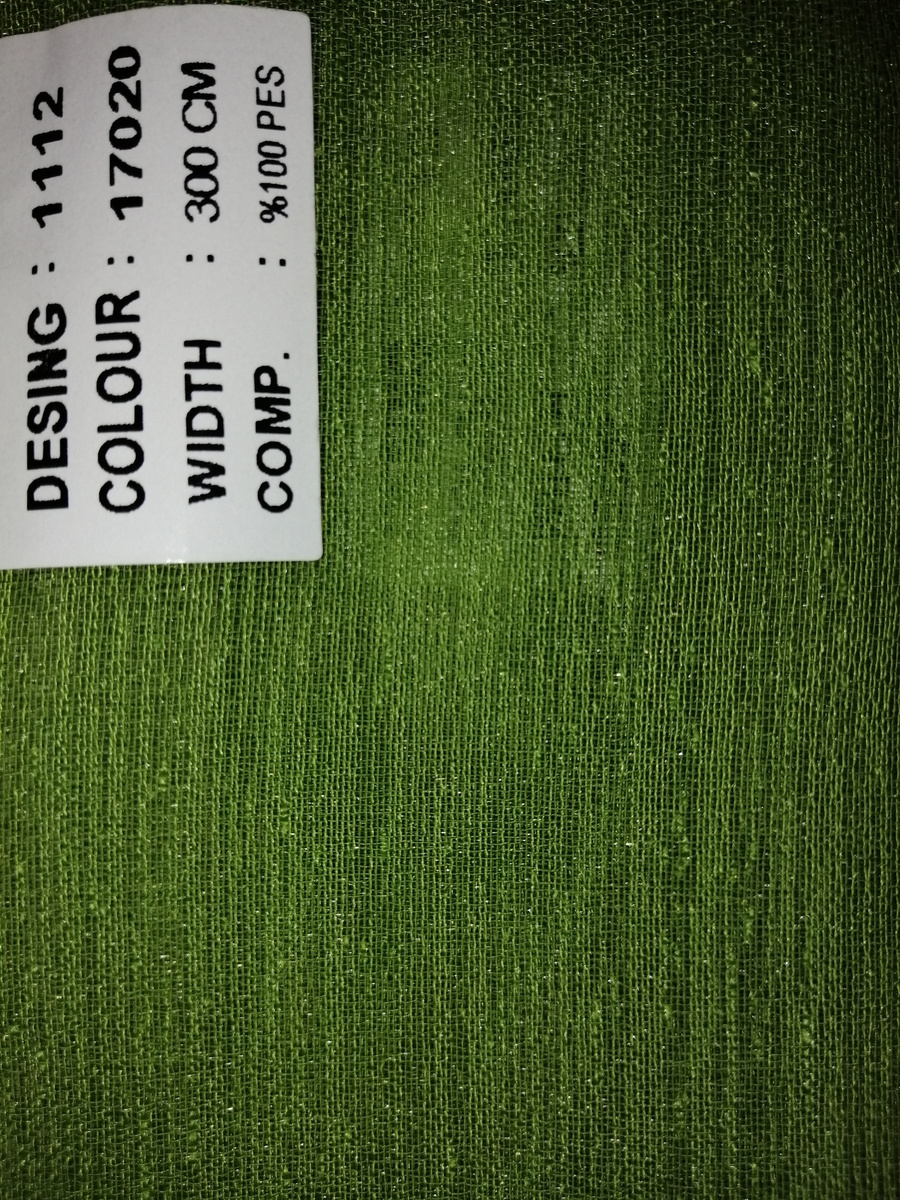 DESING : 1112
COLOUR : 17020
WIDTH : 300 CM
COMP. : %100 PES